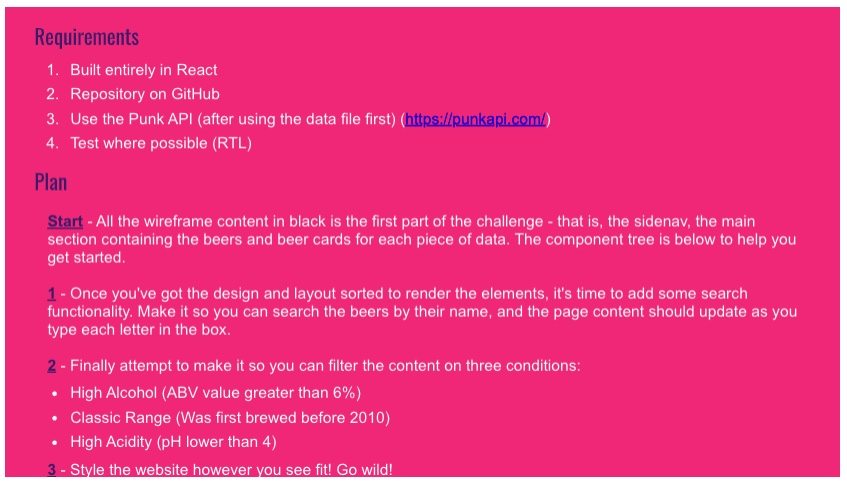 Requirements
1. Built entirely in React
2. Repository on GitHub
3. Use the Punk API (after using the data file first) (https://punkapi.com/)
4. Test where possible (RTL)
Plan
Start - All the wireframe content in black is the first part of the challenge - that is, the sidenav, the main
section containing the beers and beer cards for each piece of data. The component tree is below to help you
get started.
1 - Once you've got the design and layout sorted to render the elements, it's time to add some search
functionality. Make it so you can search the beers by their name, and the page content should update as you
type each letter in the box.
2 - Finally attempt to make it so you can filter the content on three conditions:
• High Alcohol (ABV value greater than 6%)
• Classic Range (Was first brewed before 2010)
• High Acidity (pH lower than 4)
3 - Style the website however you see fit! Go wild!